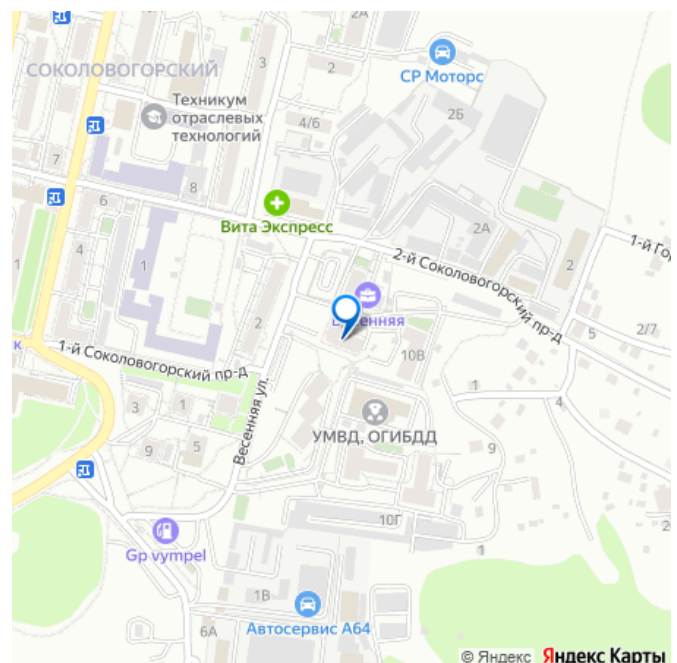 2А
СОКОЛОВОГОРСКИЙ
3
2
СР Моторс
Техникум
отраслевых
технологий
4/6
2Б
7
8
6
Вита Экспресс
2А
4
1
2-й Соколовогорский пр-д
2
1-й Го
2
енняя
5
2/7
к
1-й Соколовогорский пр-д
10В
Весенняя ул.
1
3
1
4
УМВД, ОГИБДД
9
5
9
10Г
1
2
Gp vympel
1В
6А
Автосервис А64
© Яндекс Яндекс Карты